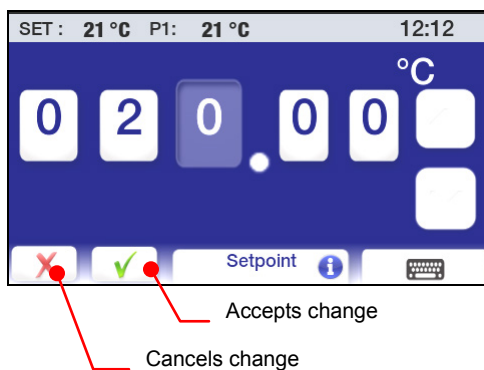 SET : 21 °C P1: 21 °C 12:12
°C
0 2 0 . 0 0
Setpoint i
Accepts change
Cancels change